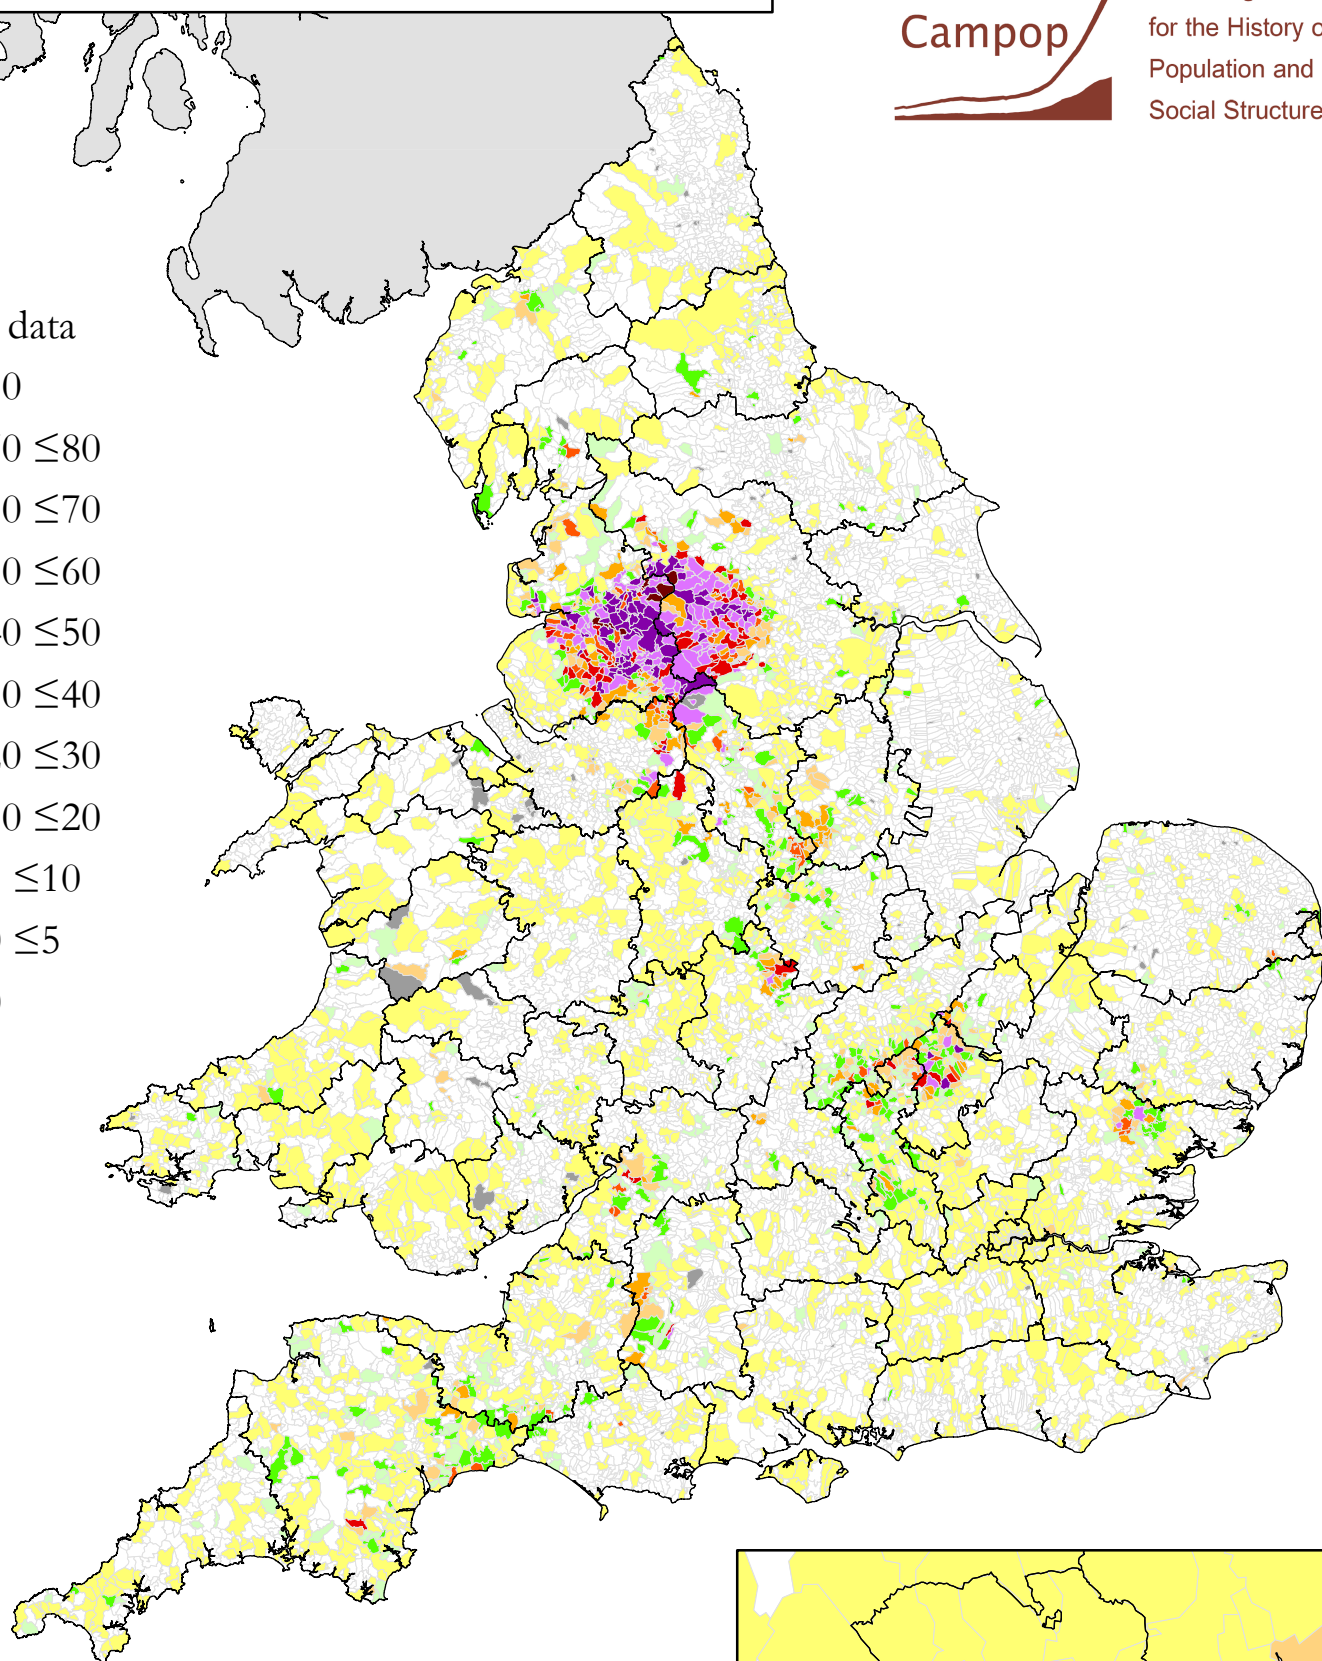 Campop
for the History o
Population and
Social Structure
data
0
0 ≤80
0 ≤70
0 ≤60
0 ≤50
0 ≤40
0 ≤30
0 ≤20
≤10
≤5